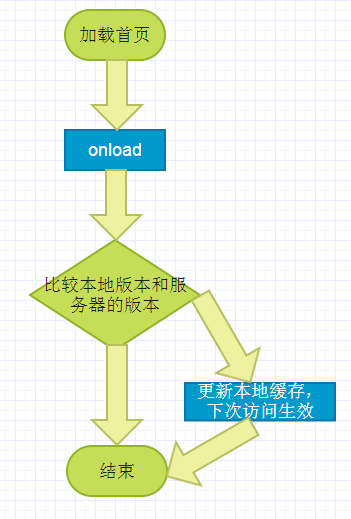 加载首页
onload
比较本地版本和服
务器的版本
更新本地缓存，
下次访问生效
结束